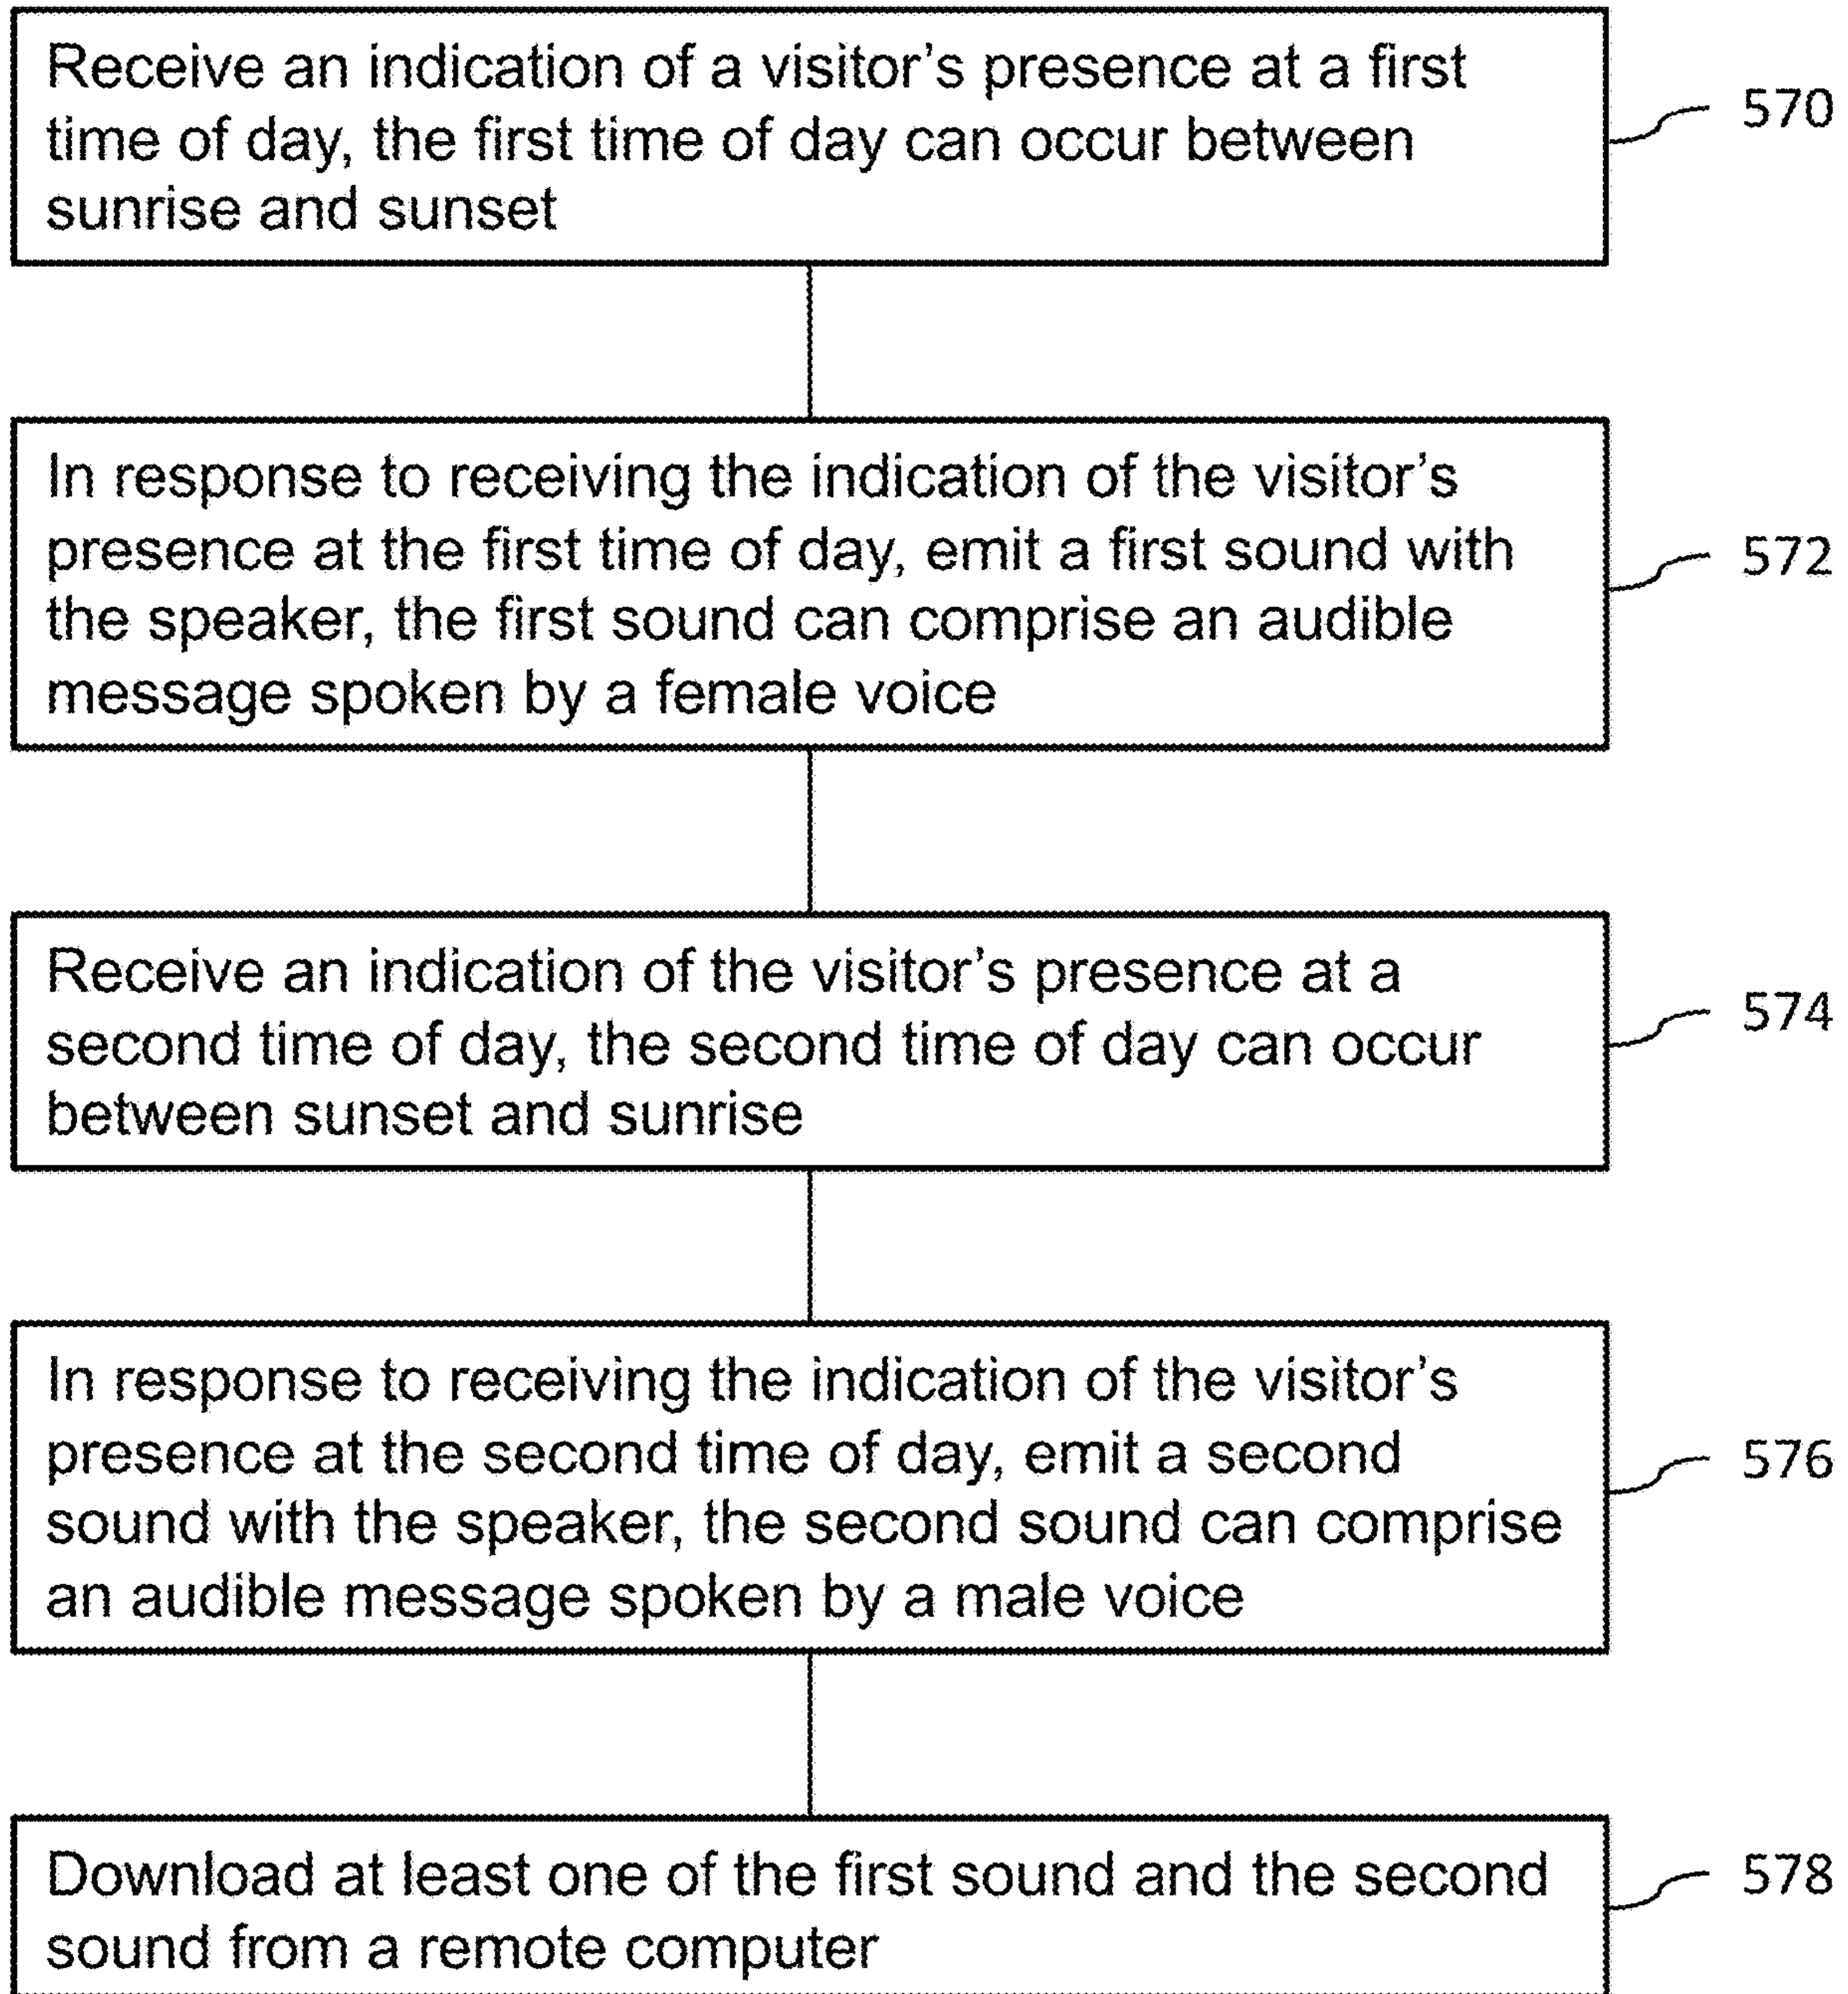 Receive an indication of a visitor's presence at a first
time of day, the first time of day can occur between
sunrise and sunset
570
In response to receiving the indication of the visitor's
presence at the first time of day, emit a first sound with
the speaker, the first sound can comprise an audible
message spoken by a female voice
572
Receive an indication of the visitor's presence at a
second time of day, the second time of day can occur
between sunset and sunrise
574
In response to receiving the indication of the visitor's
presence at the second time of day, emit a second
sound with the speaker, the second sound can comprise
an audible message spoken by a male voice
576
Download at least one of the first sound and the second
sound from a remote computer
578